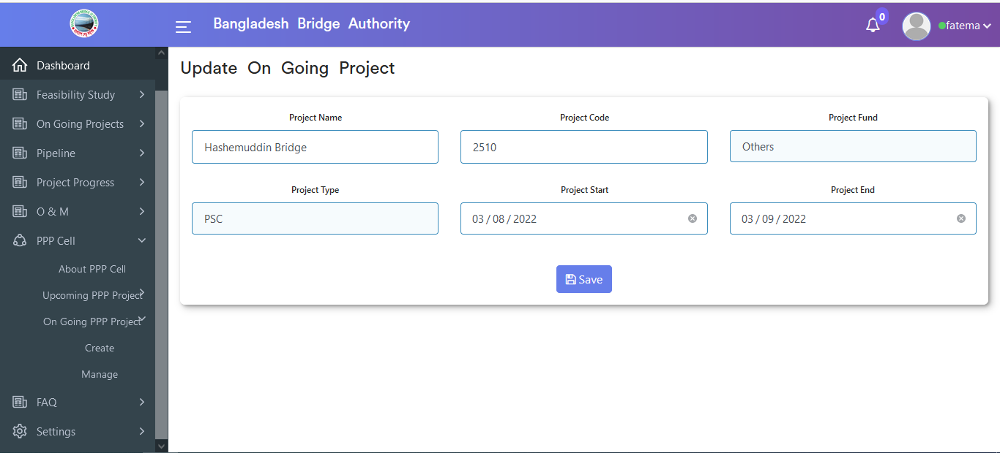 Bangladesh Bridge Authority
0
fatema
Dashboard
Feasibility Study
On Going Projects
Pipeline
Project Progress
O & M
PPP Cell
About PPP Cell
Upcoming PPP Project
On Going PPP Project
Create
Manage
FAQ
Settings
Update On Going Project
Project Name
Project Code
Project Fund
Hashemuddin Bridge
2510
Others
Project Type
Project Start
Project End
PSC
03 / 08 / 2022
03 / 09 / 2022
Save